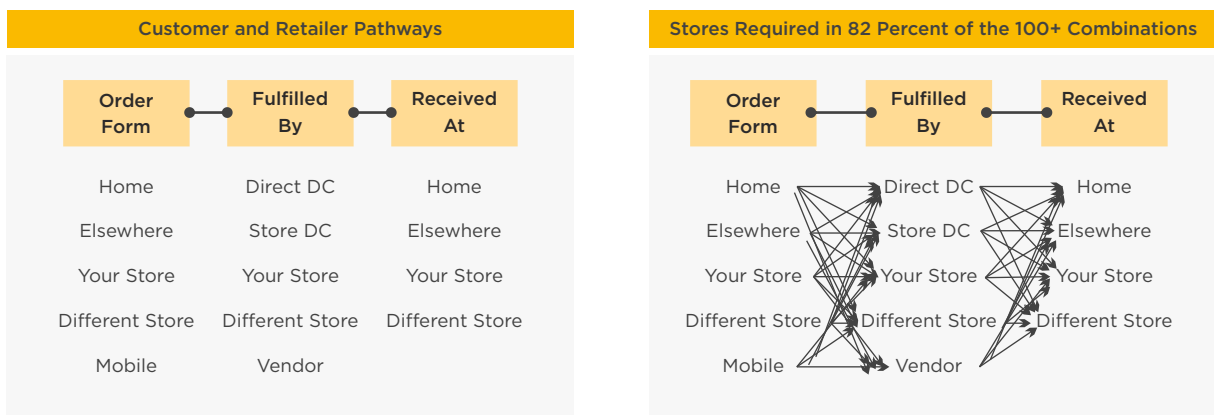 Customer and Retailer Pathways
Order Form
Fulfilled By
Received At
Home
Direct DC
Home
Elsewhere
Store DC
Elsewhere
Your Store
Your Store
Your Store
Different Store
Different Store
Different Store
Mobile
Vendor
Stores Required in 82 Percent of the 100+ Combinations
Order Form
Fulfilled By
Received At
Home
Direct DC
Home
Elsewhere
Store DC
Elsewhere
Your Store
Your Store
Your Store
Different Store
Different Store
Different Store
Mobile
Vendor